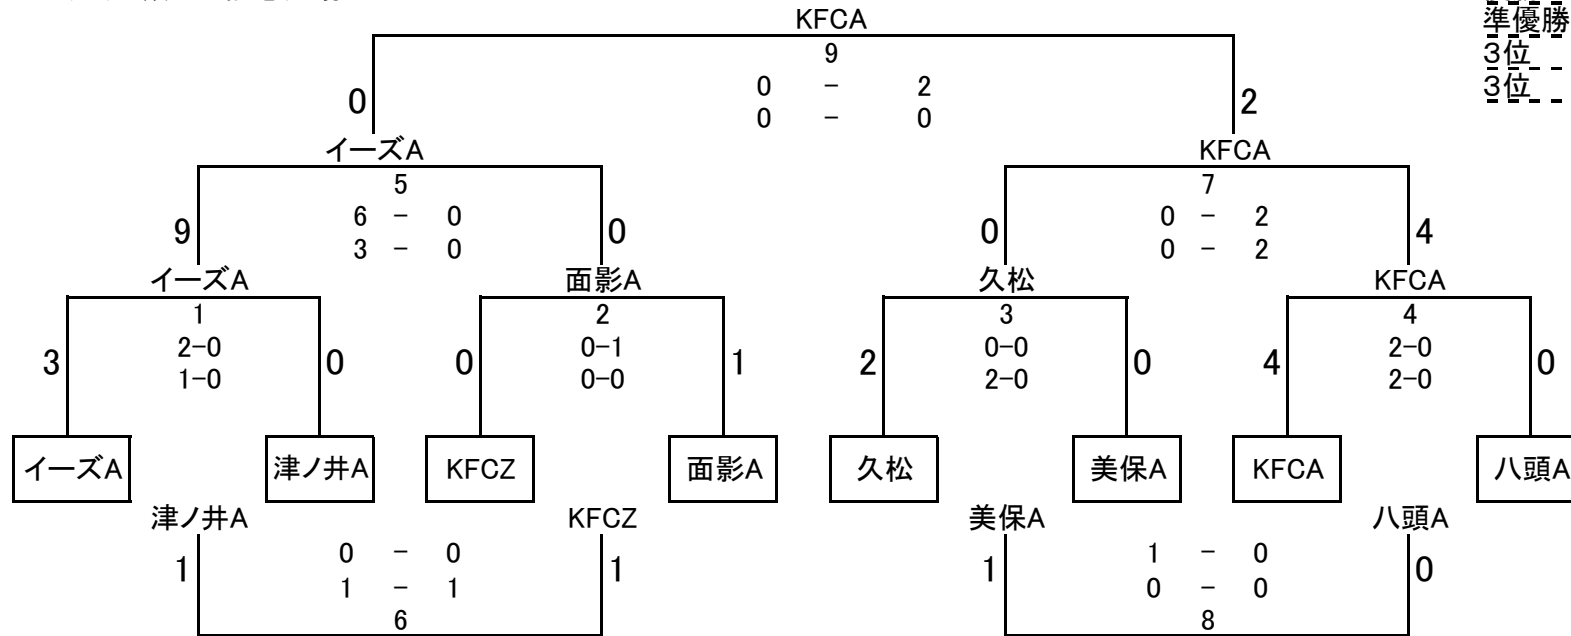 KFCA
準優勝
9
3位
0 - 2
3位
0 2
0 - 0
イーズA KFCA
5 7
6 - 0 0 - 2
9 0 0 4
3 - 0 0 - 2
イーズA 面影A 久松 KFCA
1 2 3 4
2-0 0-1 0-0 2-0
3 0 0 1 2 0 4 0
1-0 0-0 2-0 2-0
イーズA 津ノ井A KFCZ 面影A 久松 美保A KFCA 八頭A
津ノ井A KFCZ 美保A 八頭A
0 - 0 1 - 0
1 1 1 0
1 - 1 0 - 0
6 8